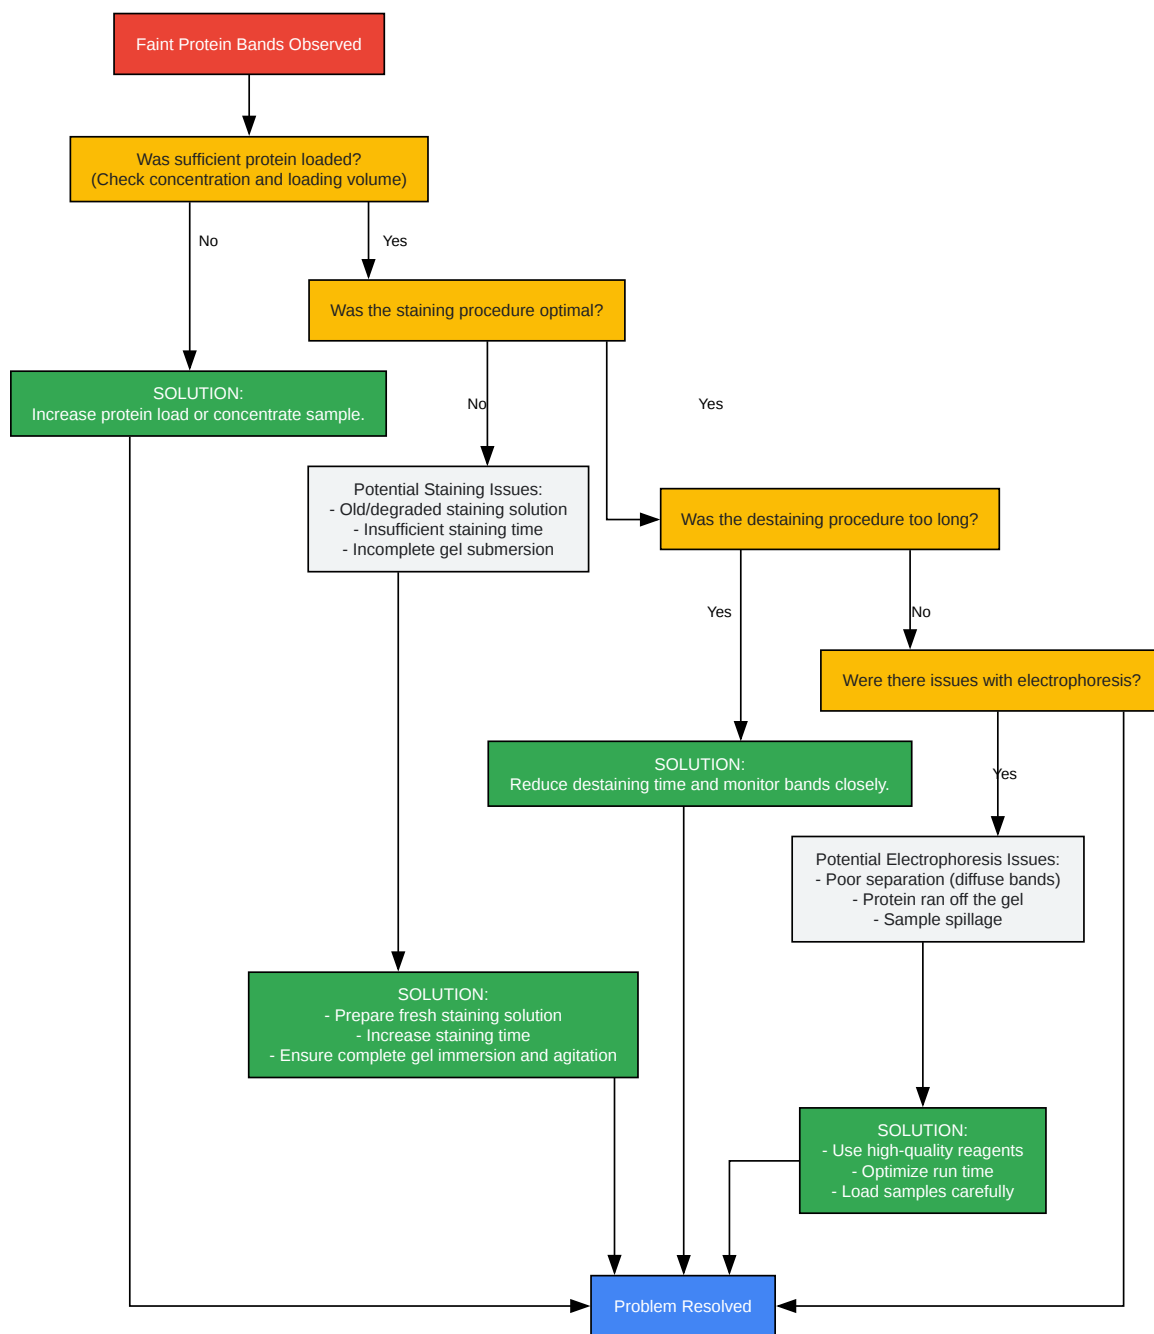 Faint Protein Bands Observed
Was sufficient protein loaded?
(Check concentration and loading volume)
No
Yes
Was the staining procedure optimal?
SOLUTION:
Increase protein load or concentrate sample.
No
Yes
Potential Staining Issues:
- Old/degraded staining solution
- Insufficient staining time
- Incomplete gel submersion
Was the destaining procedure too long?
Yes
No
Were there issues with electrophoresis?
SOLUTION:
Reduce destaining time and monitor bands closely.
Yes
Potential Electrophoresis Issues:
- Poor separation (diffuse bands)
- Protein ran off the gel
- Sample spillage
SOLUTION:
- Prepare fresh staining solution
- Increase staining time
- Ensure complete gel immersion and agitation
SOLUTION:
- Use high-quality reagents
- Optimize run time
- Load samples carefully
Problem Resolved